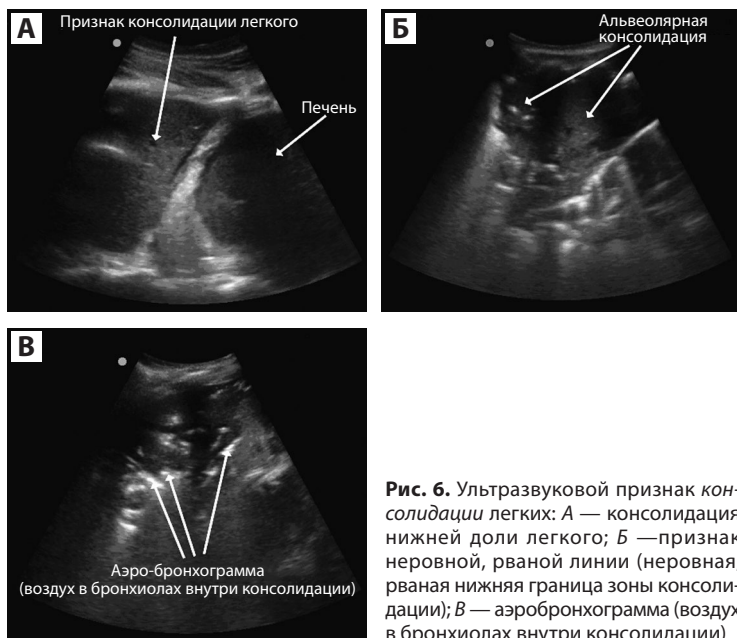 А
Признак консолидации легкого
Печень
Б
Альвеолярная
консолидация
В
Аэро-бронхограмма
(воздух в бронхиолах внутри консолидации)
Рис. 6. Ультразвуковой признак кон-
солидации легких: А — консолидация
нижней доли легкого; Б —признак
неровной, рваной линии (неровная,
рваная нижняя граница зоны консоли-
дации); В — аэробронхограмма (воздух
в бронхиолах внутри консолидации)